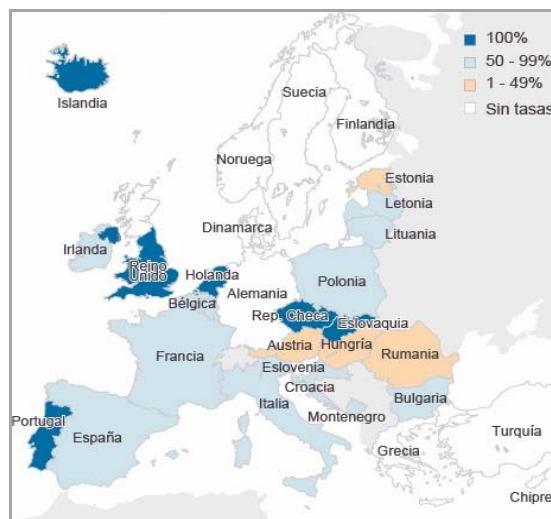 100%
50 - 99%
1 - 49%
Sin tasas
Islandia
Suecia
Finlandia
Noruega
Estonia
Letonia
Dinamarca
Lituania
Irlanda
Reino
Unido
Holanda
Polonia
Bélgica
Alemania
Rep. Checa
Eslovaquia
Francia
Austria
Hungría
Rumania
Eslovenia
Croacia
Italia
Bulgaria
Montenegro
Portugal
España
Turquía
Grecia
Chipre